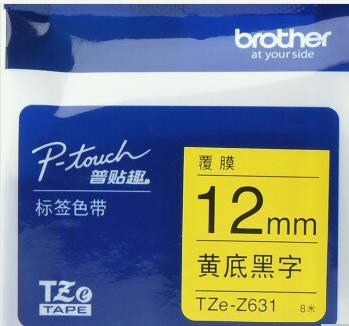 brother
at your side
P-touch
普贴趣
标签色带
TZe
TAPE
覆膜
12mm
黄底黑字
TZe-Z631
8米